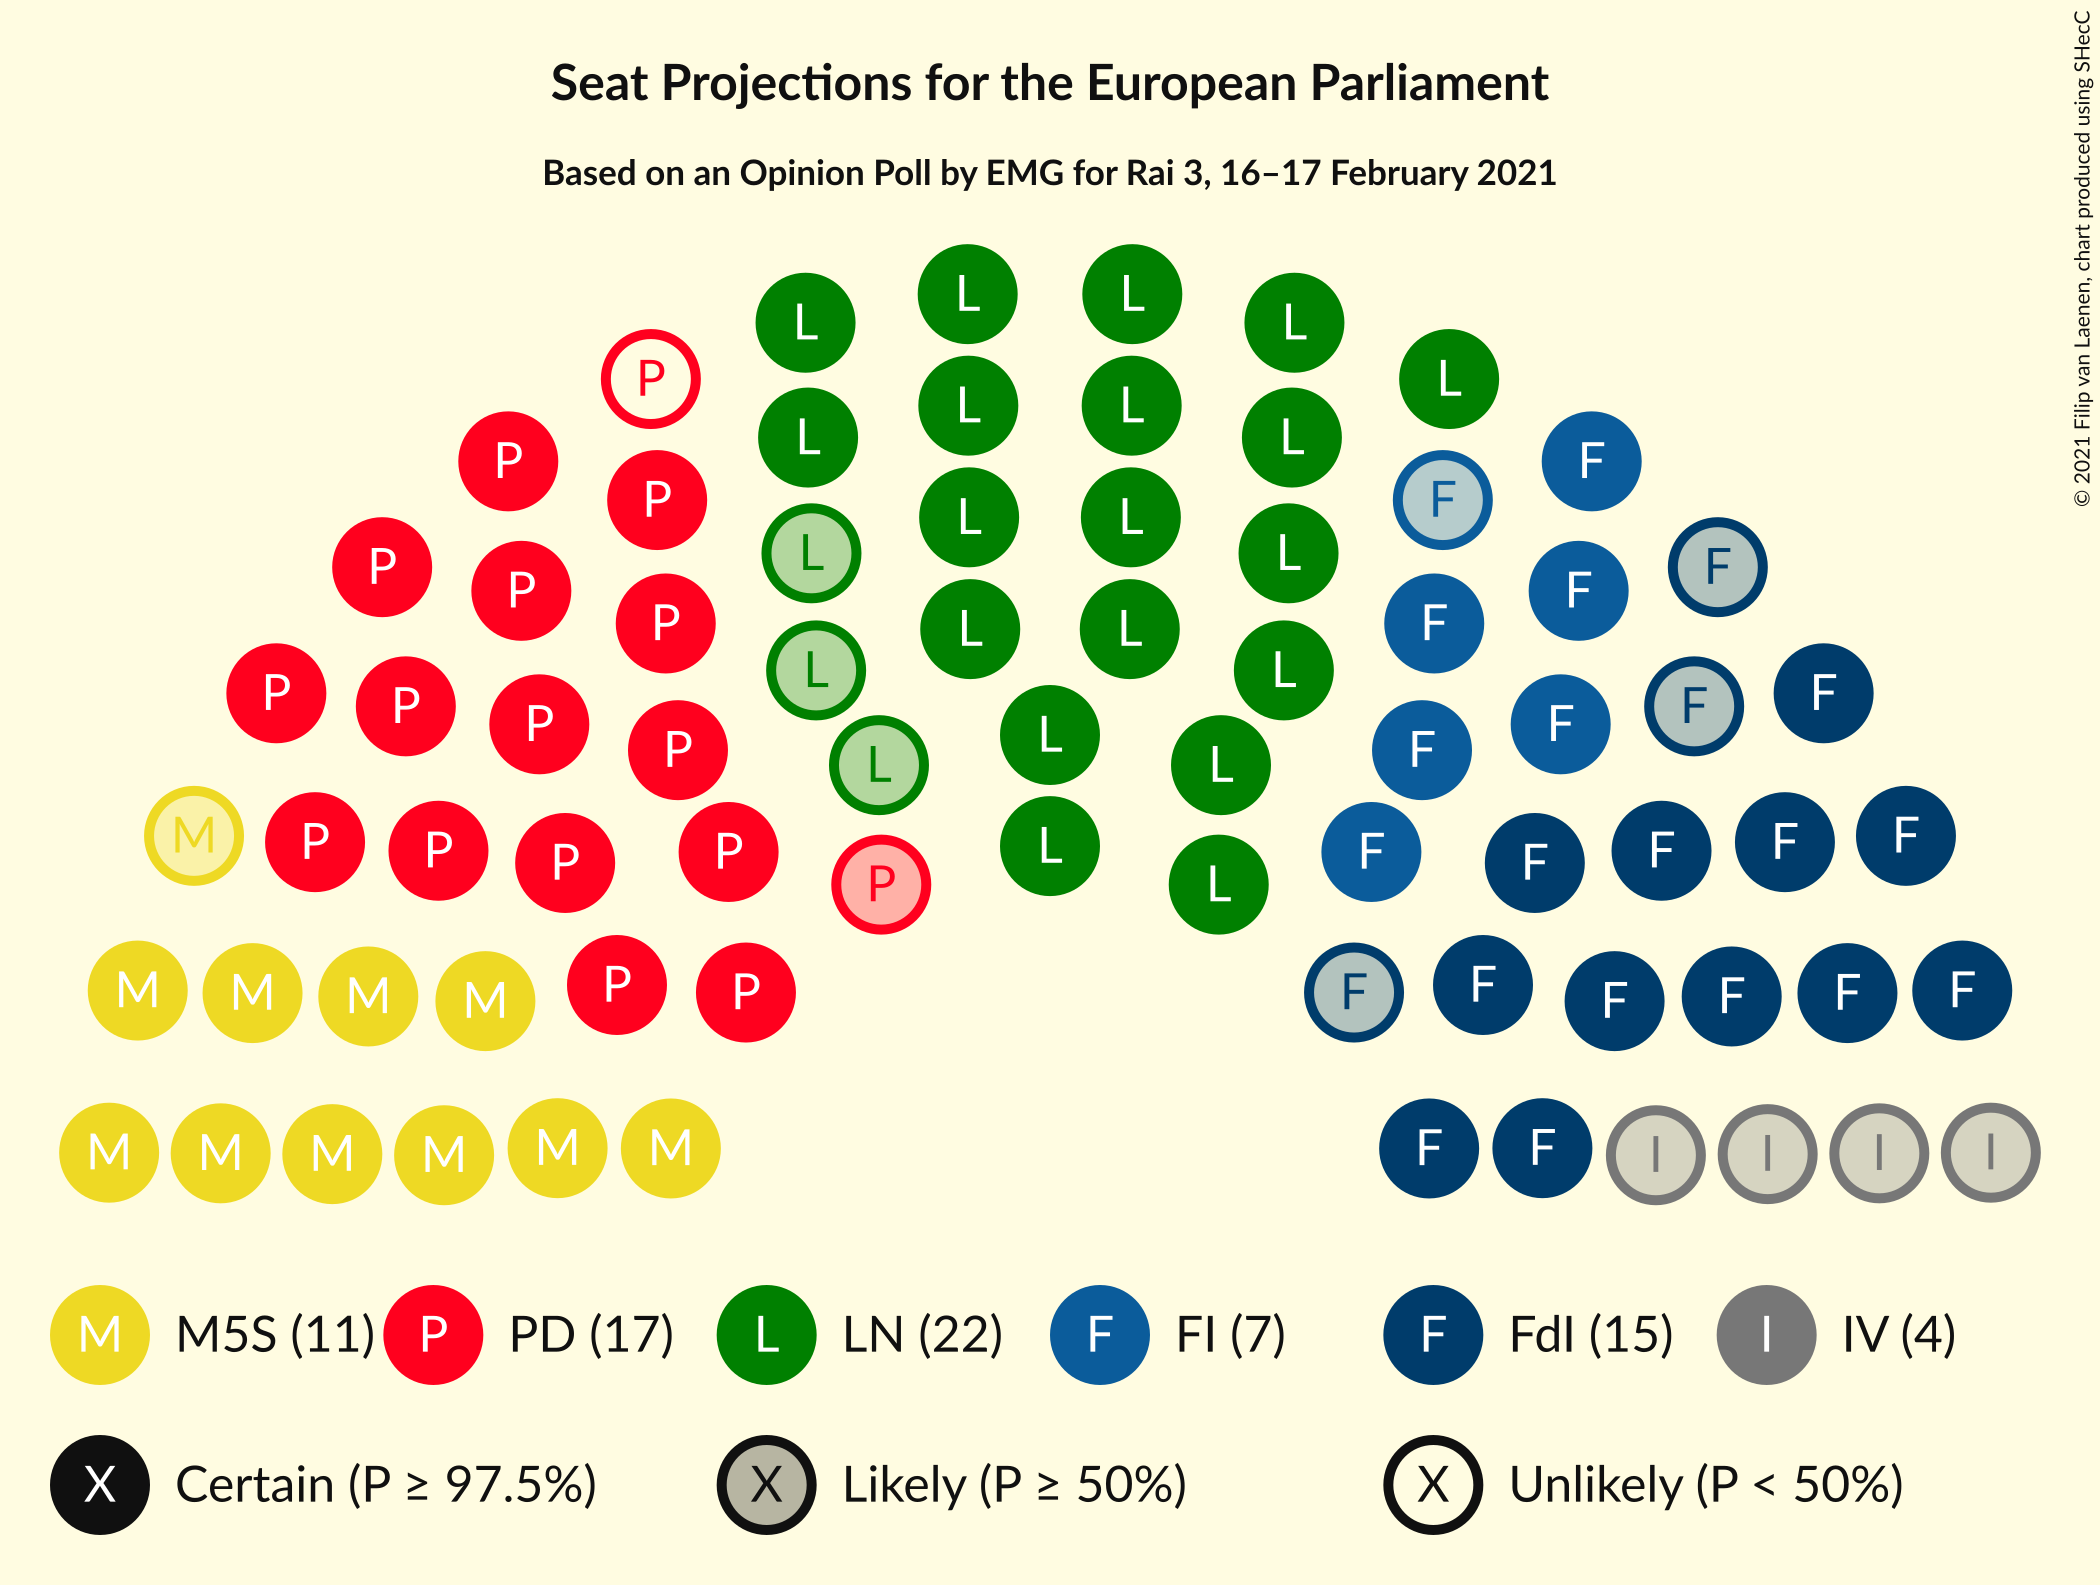 Seat Projections for the European Parliament
Based on an Opinion Poll by EMG for Rai 3, 16–17 February 2021
© 2021 Filip van Laenen, chart produced using SHecC
L L
L L
P L
L L
P F
L L
P F
P L L F
L L
P F
L L
P F
P F
L L
P F
L L
P F
P F
P F
P F
L
L L
M F
P F
L
P F
P F
P F
P L
M F
M F
P F
P F
M F
M F
M F F I I I I
M M M M M
M M5S (11) P PD (17) L LN (22) F FI (7) F FdI (15) I IV (4)
X Certain (P ≥ 97.5%) X Likely (P ≥ 50%) X Unlikely (P < 50%)